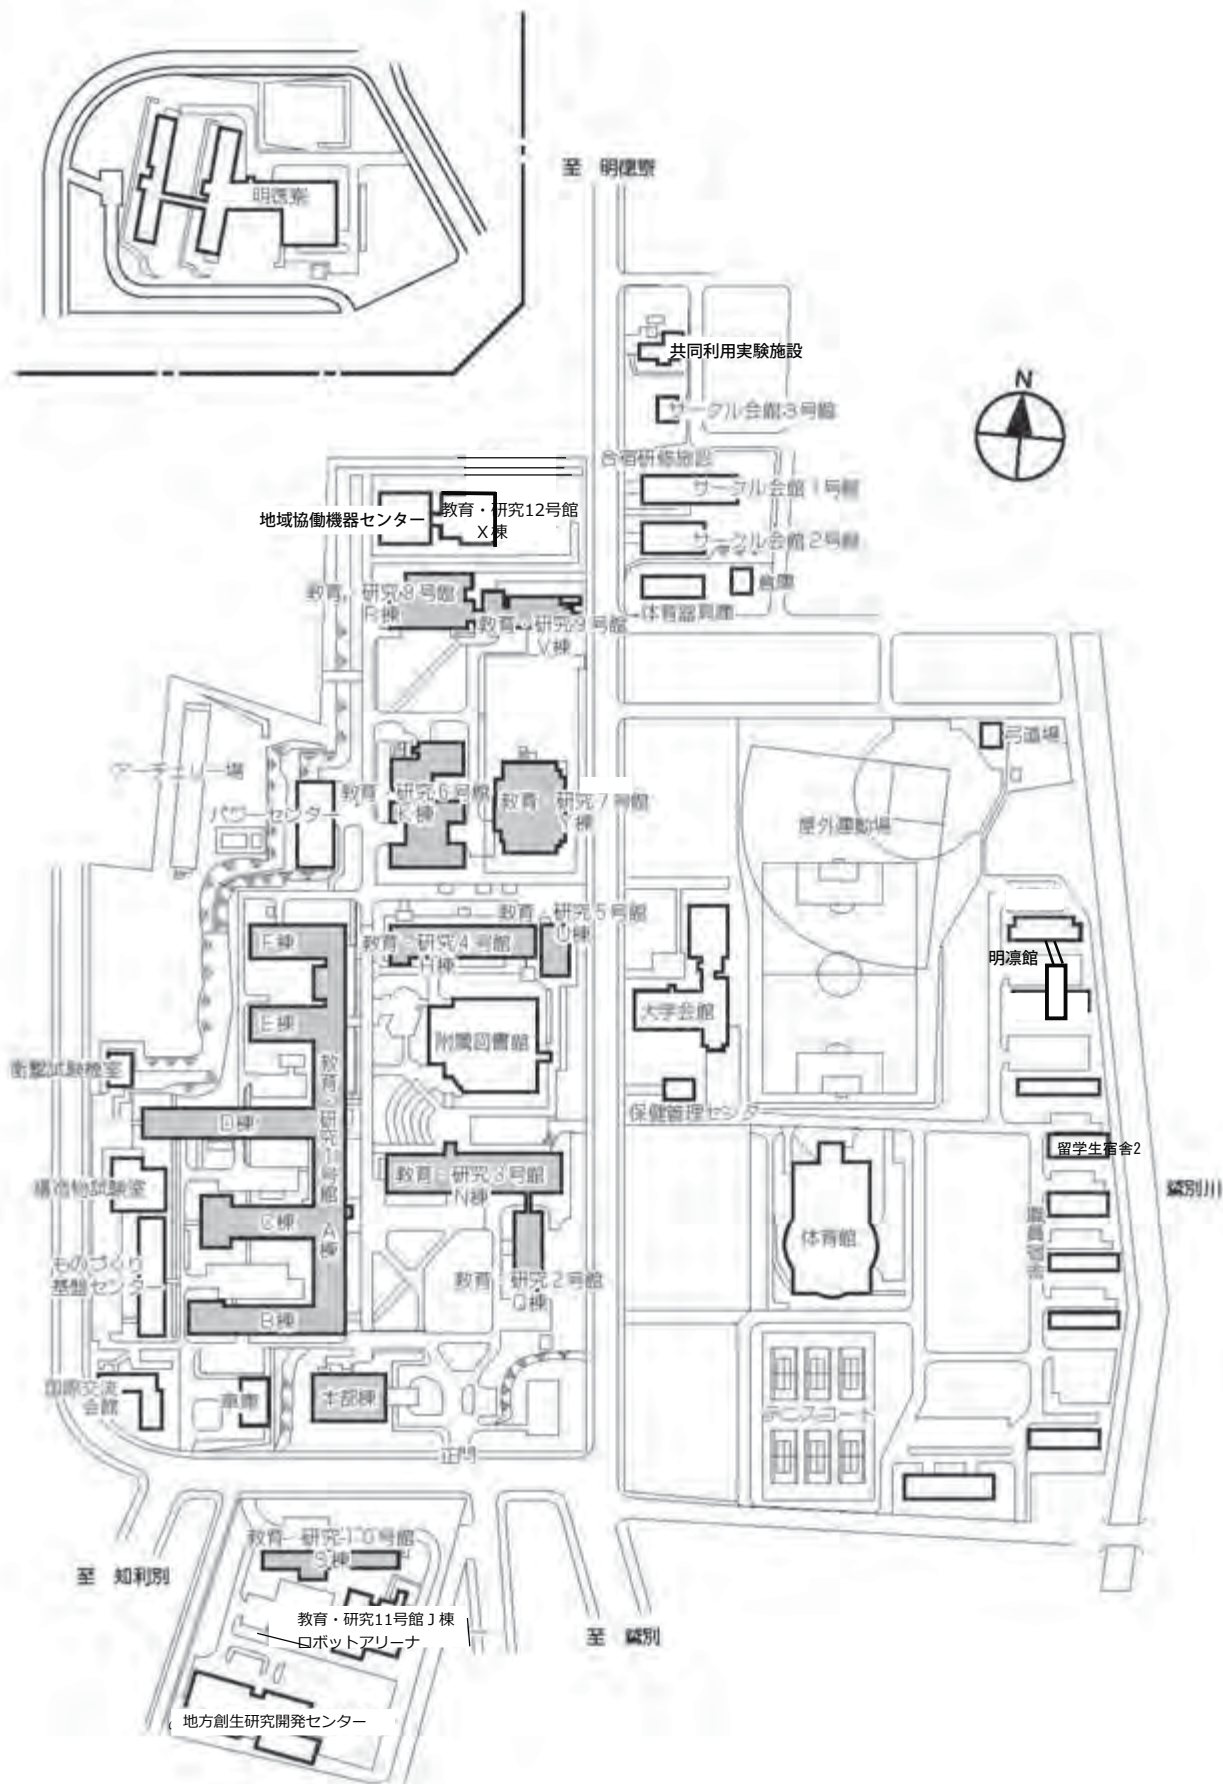 明徳寮
至 明徳寮
共同利用実験施設
サークル会館3号館
N
合宿研修施設
サークル会館1号館
サークル会館2号館
倉庫
体育器具庫
地域協働機器センター
教育・研究12号館
X棟
教育・研究8号館
R棟
教育・研究9号館
V棟
アーチェリー場
パワーセンター
教育・研究6号館
K棟
教育・研究7号館
棟
弓道場
屋外運動場
教育・研究5号館
U棟
教育・研究4号館
H棟
F棟
E棟
附属図書館
大学会館
明凛館
衝撃試験検室
D棟
教育・研究1号館
A棟
保健管理センター
留学生宿舎2
構造物試験室
教育・研究3号館
N棟
C棟
体育館
職員宿舎
鷲別川
ものづくり
基盤センター
教育・研究2号館
Q棟
B棟
国際交流
会館
車庫
本部棟
テニスコート
正門
教育・研究10号館
S棟
至 知利別
教育・研究11号館J棟
ロボットアリーナ
至 鷲別
地方創生研究開発センター